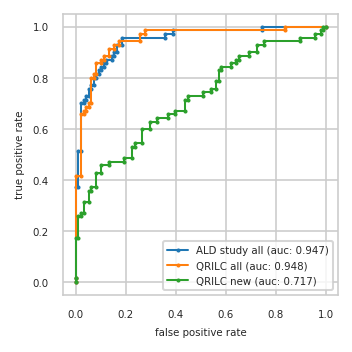 1.0
0.8
0.6
0.4
0.2
0.0
true positive rate
ALD study all (auc: 0.947)
QRILC all (auc: 0.948)
QRILC new (auc: 0.717)
0.0 0.2 0.4 0.6 0.8 1.0
false positive rate